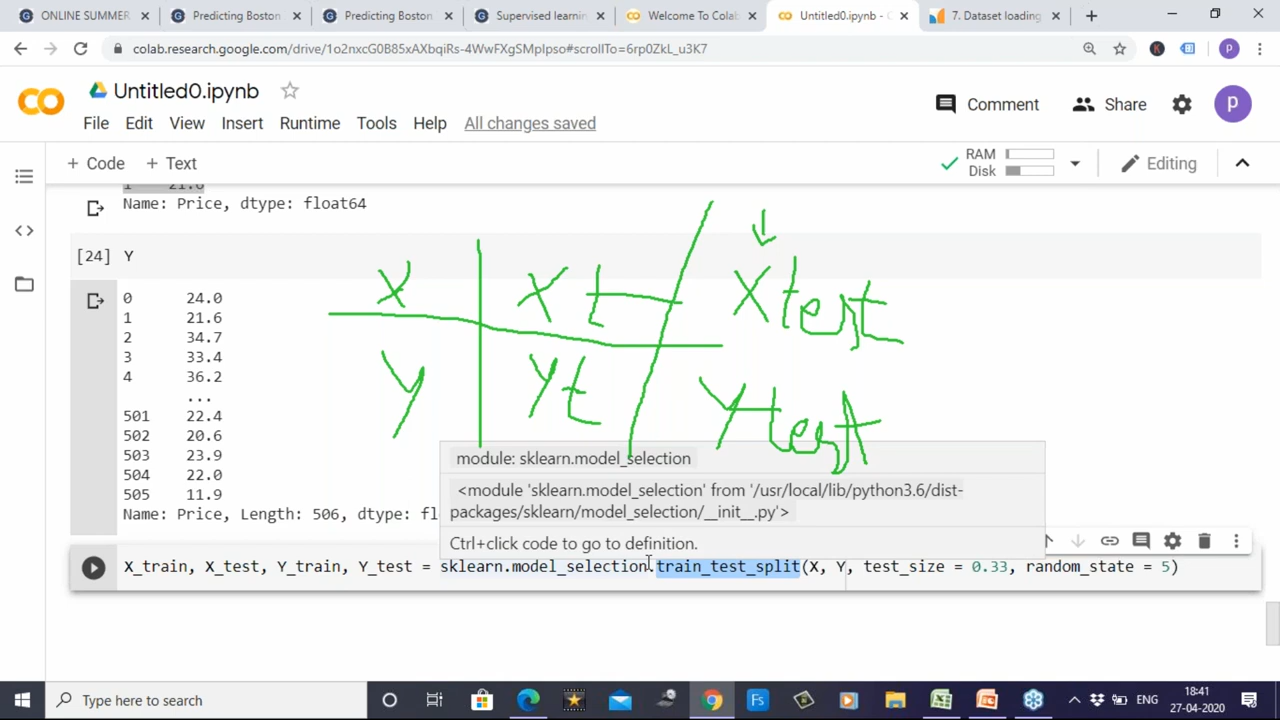 ONLINE SUMMER
Predicting Boston
Predicting Boston
Supervised learni
Welcome To Colab
Untitled0.ipynb - C
7. Dataset loading
colab.research.google.com/drive/1o2nxcG0B85xAXbqiRs-4WwFXgSMpIpso#scrollTo=6rp0ZkL_u3K7
P
Untitled0.ipynb
Comment
Share
P
File Edit View Insert Runtime Tools Help All changes saved
+ Code + Text
RAM
Disk
Editing
1 21.6
Name: Price, dtype: float64
[24] Y
0 24.0
1 21.6
2 34.7
3 33.4
4 36.2
...
501 22.4
502 20.6
503 23.9
504 22.0
505 11.9
Name: Price, Length: 506, dtype: fl
X Xt Xtest
Y Yt Ytest
module: sklearn.model_selection
<module 'sklearn.model_selection' from '/usr/local/lib/python3.6/dist-
packages/sklearn/model_selection/__init__.py'>
Ctrl+click code to go to definition.
X_train, X_test, Y_train, Y_test = sklearn.model_selection.train_test_split(X, Y, test_size = 0.33, random_state = 5)
Type here to search
Fs
ENG
18:41
27-04-2020